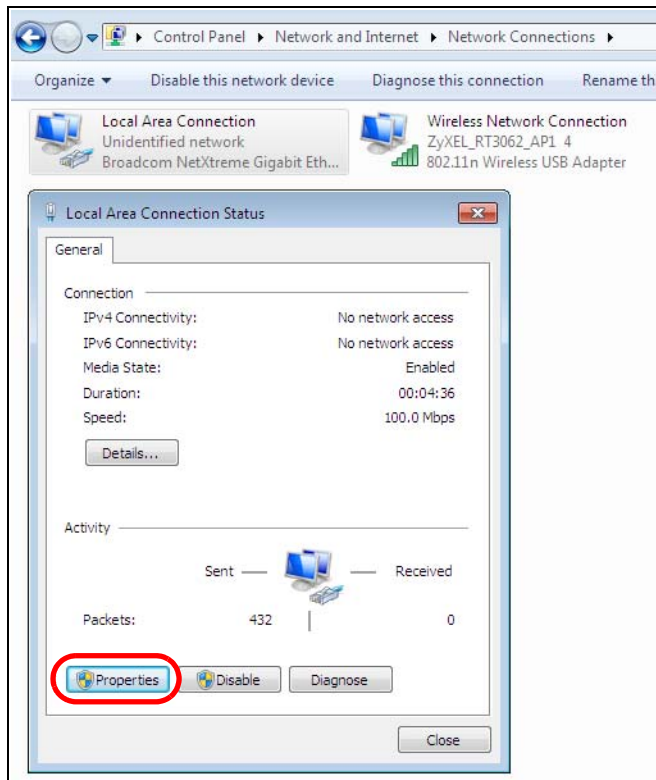 Control Panel ▸ Network and Internet ▸ Network Connections ▸
Organize ▾ Disable this network device Diagnose this connection Rename th
Local Area Connection
Unidentified network
Broadcom NetXtreme Gigabit Eth...
Wireless Network Connection
ZyXEL_RT3062_AP1 4
802.11n Wireless USB Adapter
Local Area Connection Status
General
Connection
IPv4 Connectivity: No network access
IPv6 Connectivity: No network access
Media State: Enabled
Duration: 00:04:36
Speed: 100.0 Mbps
Details...
Activity
Sent — — Received
Packets: 432 | 0
Properties Disable Diagnose
Close